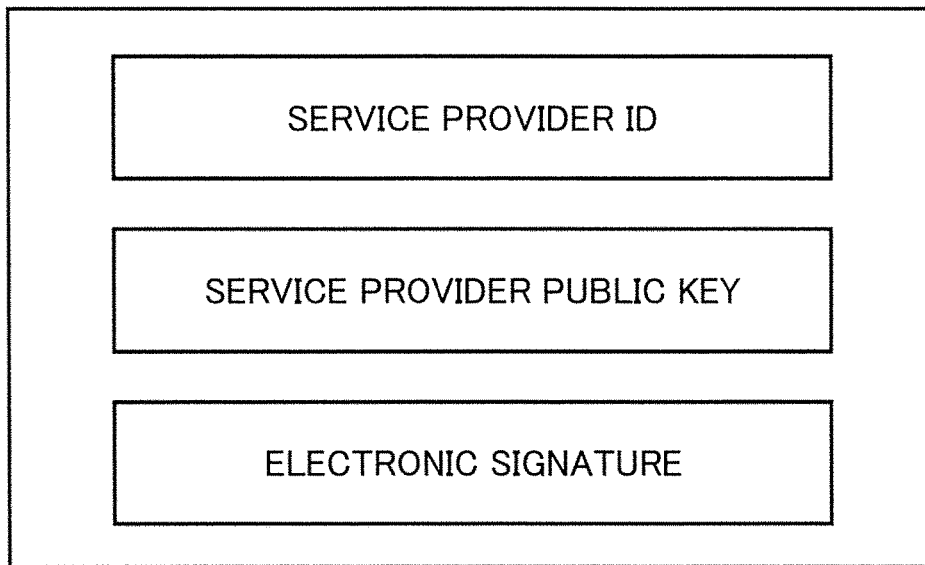 SERVICE PROVIDER ID
SERVICE PROVIDER PUBLIC KEY
ELECTRONIC SIGNATURE